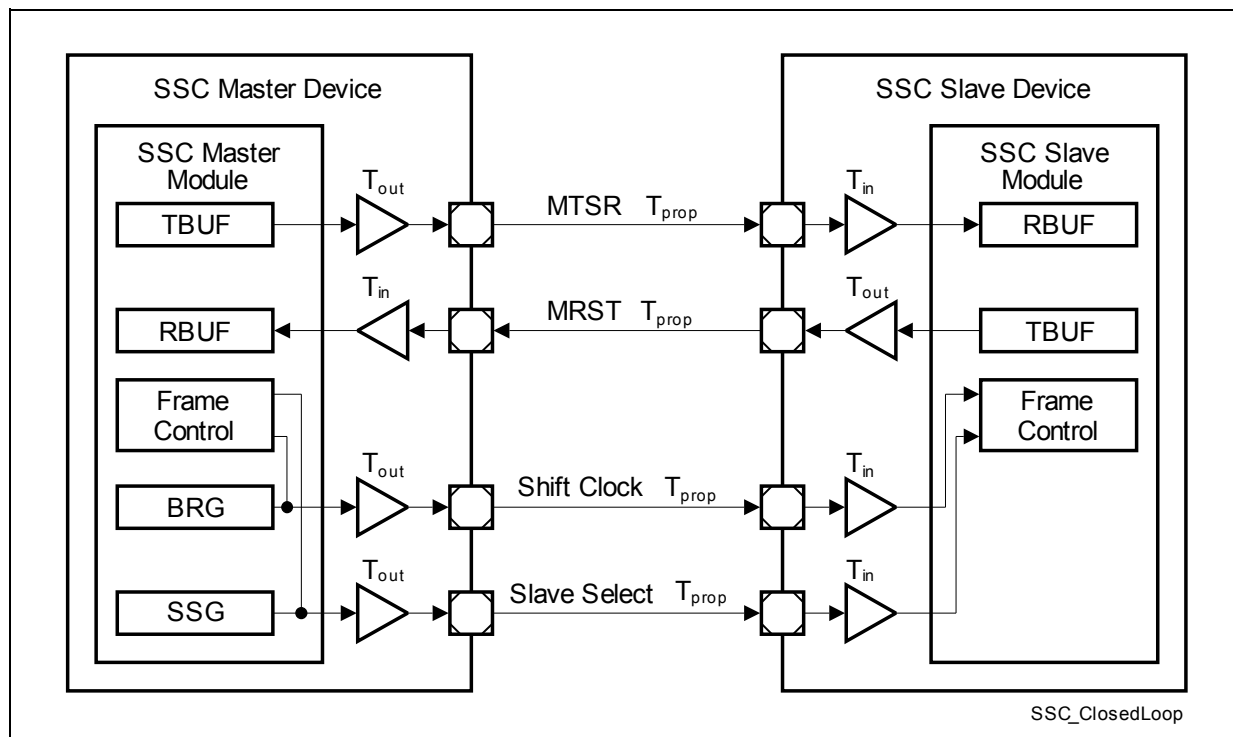 SSC Master Device
SSC Slave Device
SSC Master
Module
SSC Slave
Module
TBUF
Tout
MTSR Tprop
Tin
RBUF
RBUF
Tin
MRST Tprop
Tout
TBUF
Frame
Control
Frame
Control
BRG
Tout
Shift Clock Tprop
Tin
SSG
Tout
Slave Select Tprop
Tin
SSC_ClosedLoop